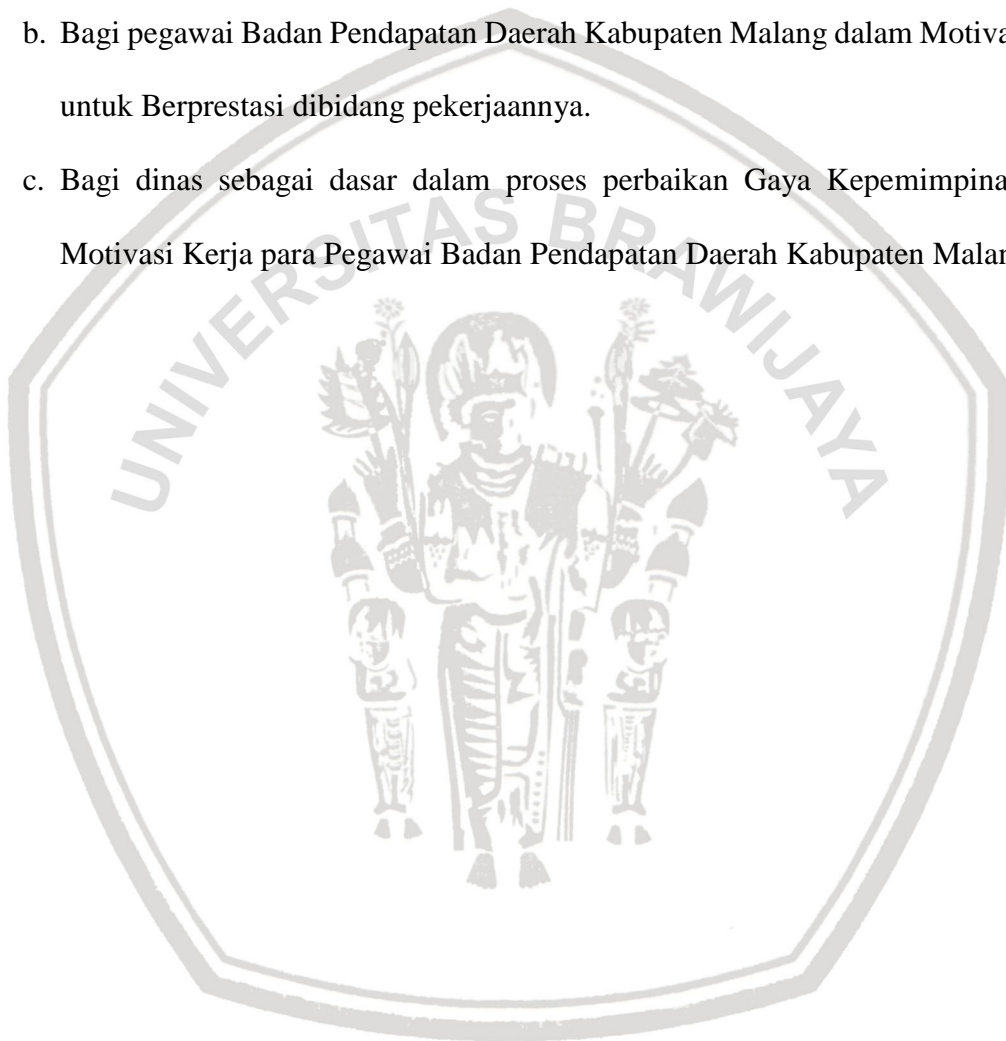 b. Bagi pegawai Badan Pendapatan Daerah Kabupaten Malang dalam Motiva
untuk Berprestasi dibidang pekerjaannya.
c. Bagi dinas sebagai dasar dalam proses perbaikan Gaya Kepemimpina
Motivasi Kerja para Pegawai Badan Pendapatan Daerah Kabupaten Malan
UNIVERSITAS BRAWIJAYA